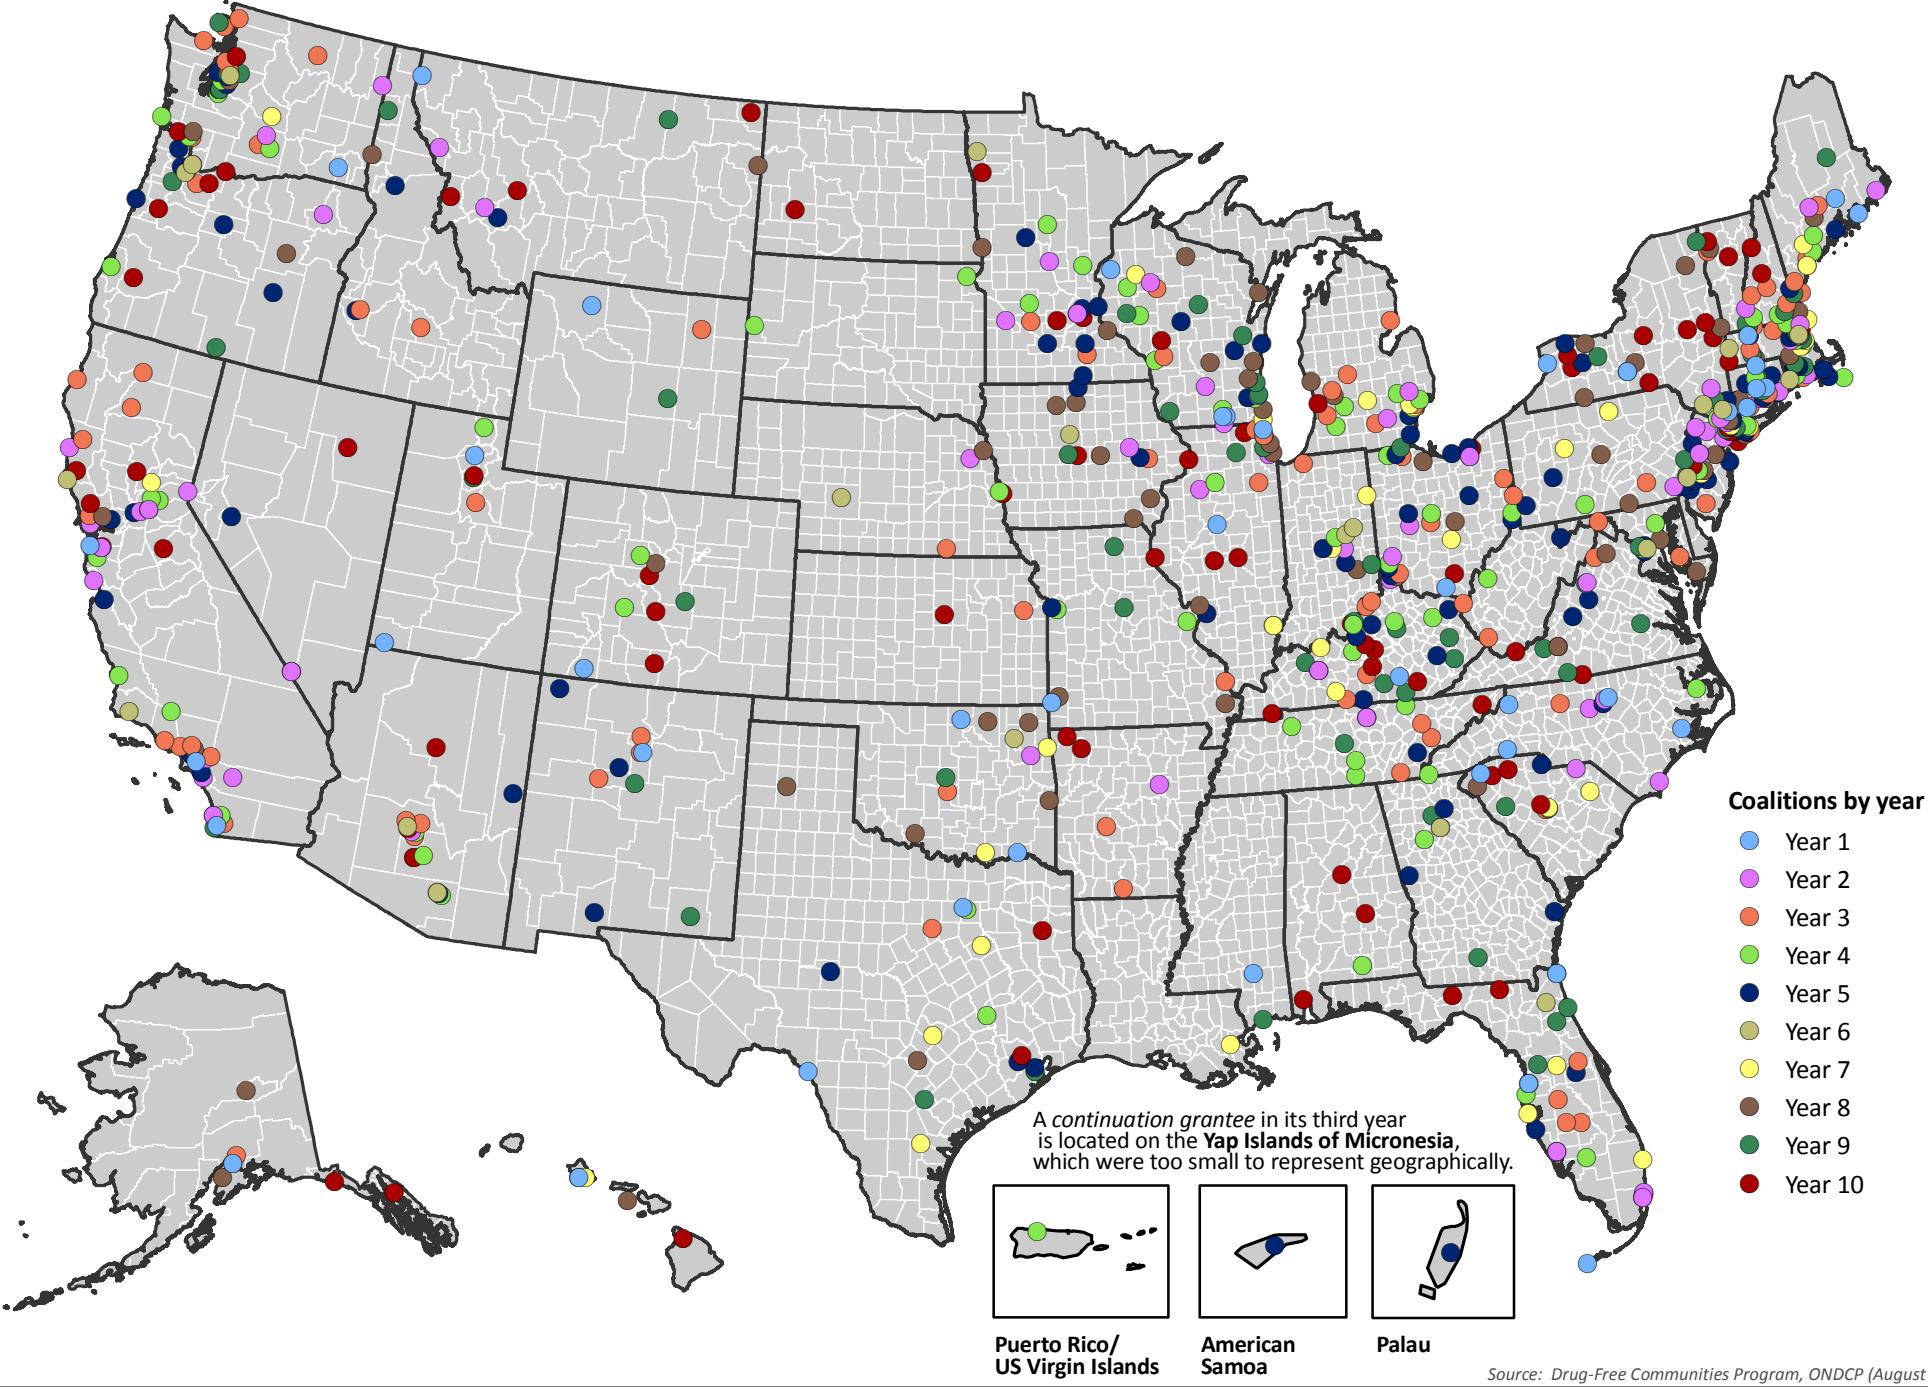 Coalitions by year
Year 1
Year 2
Year 3
Year 4
Year 5
Year 6
Year 7
Year 8
Year 9
Year 10
A continuation grantee in its third year
is located on the Yap Islands of Micronesia,
which were too small to represent geographically.
Puerto Rico/
US Virgin Islands
American
Samoa
Palau
Source: Drug-Free Communities Program, ONDCP (August